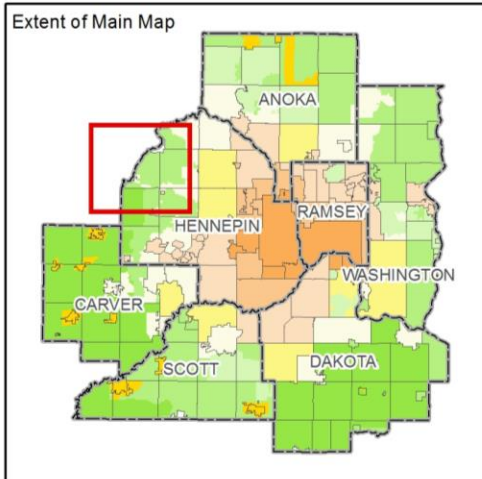 Extent of Main Map
ANOKA
HENNEPIN
RAMSEY
WASHINGTON
CARVER
SCOTT
DAKOTA